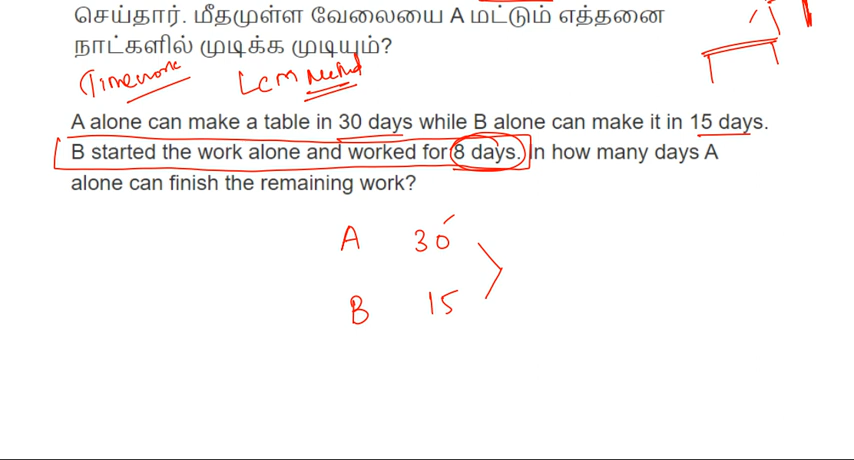 செய்தார். மீதமுள்ள வேலையை A மட்டும் எத்தனை
நாட்களில் முடிக்க முடியும்?
Timework LCM Method
A alone can make a table in 30 days while B alone can make it in 15 days.
B started the work alone and worked for 8 days. In how many days A
alone can finish the remaining work?
A 30
B 15